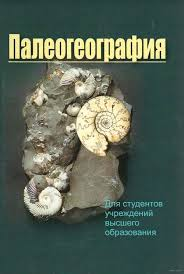 Палеогеография
Для студентов
учреждений
высшего
образования